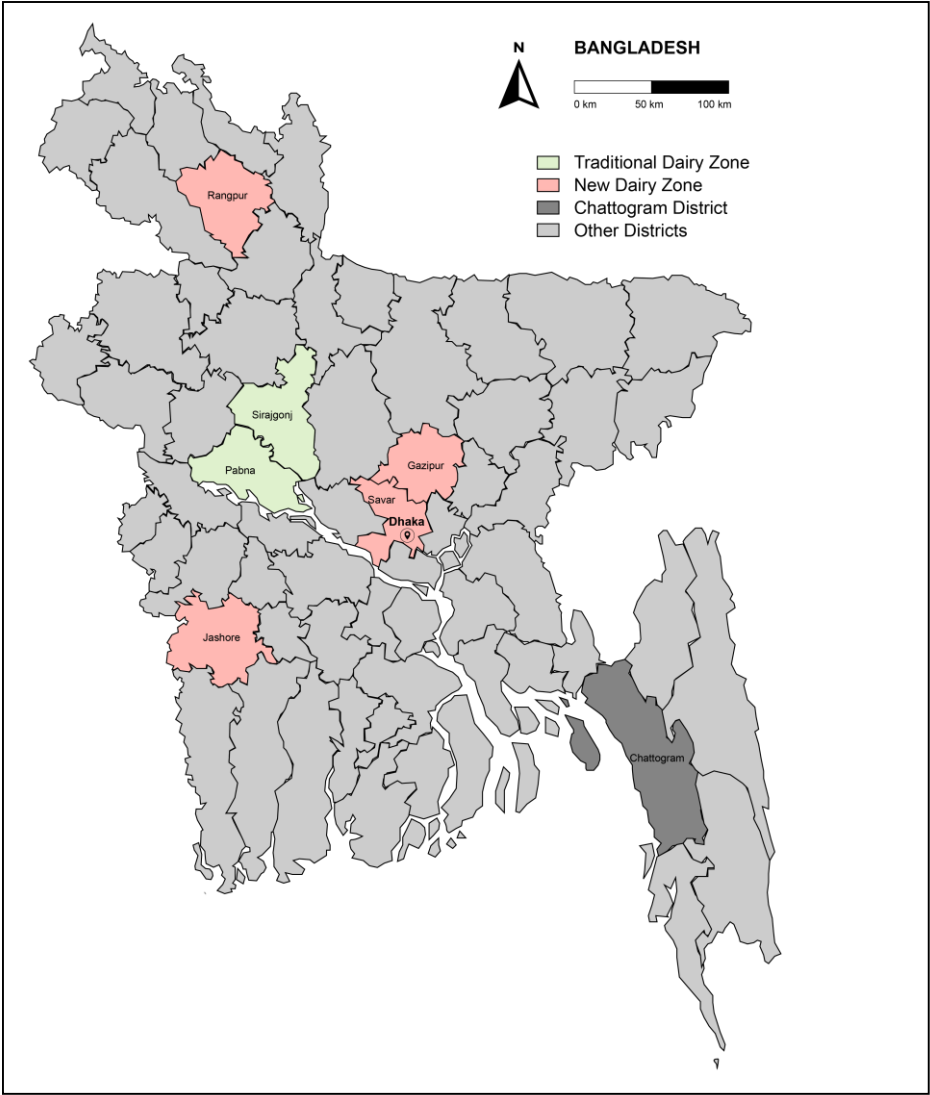 N
BANGLADESH
0 km 50 km 100 km
Traditional Dairy Zone
New Dairy Zone
Chattogram District
Other Districts
Rangpur
Sirajgonj
Pabna
Gazipur
Savar
Dhaka
Jashore
Chattogram